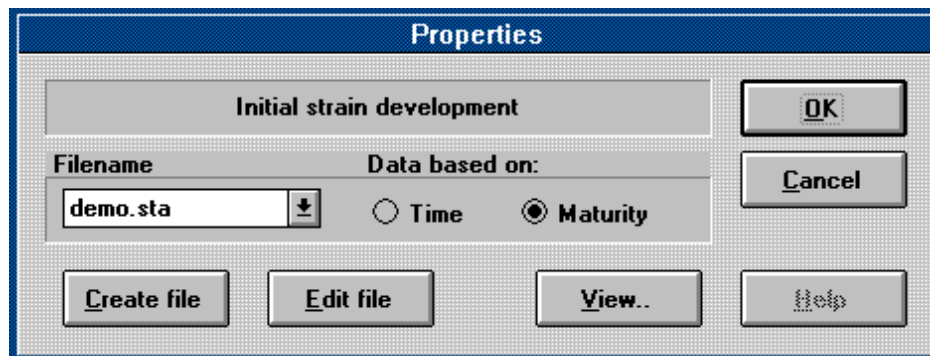 Properties
Initial strain development
OK
Filename Data based on:
Cancel
demo.sta Time Maturity
Create file Edit file View.. Help